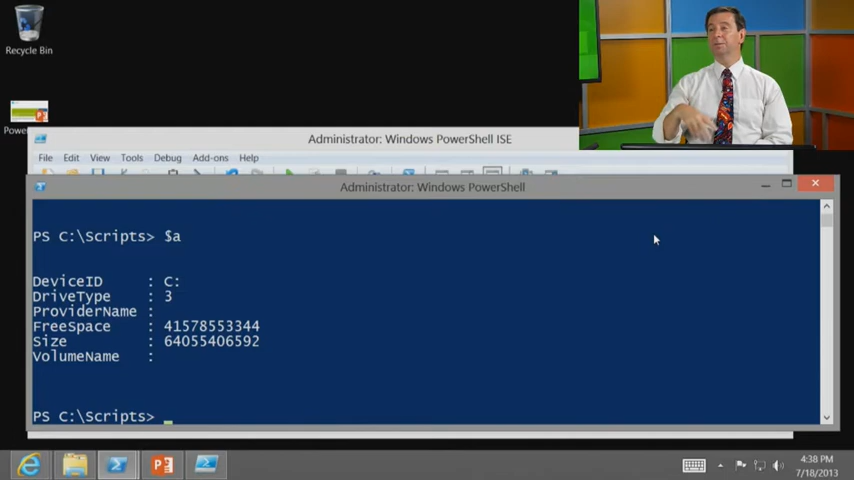 Recycle Bin
Administrator: Windows PowerShell ISE
File Edit View Tools Debug Add-ons Help
Administrator: Windows PowerShell
PS C:\Scripts> $a
DeviceID : C:
DriveType : 3
ProviderName :
FreeSpace : 41578553344
Size : 64055406592
VolumeName :
PS C:\Scripts>
4:38 PM
7/18/2013